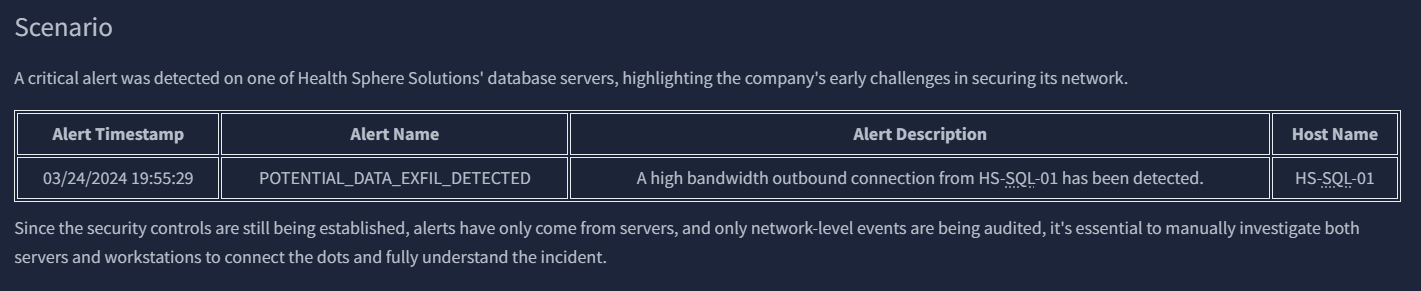 Scenario
A critical alert was detected on one of Health Sphere Solutions' database servers, highlighting the company's early challenges in securing its network.
Alert Timestamp Alert Name Alert Description Host Name
03/24/2024 19:55:29 POTENTIAL_DATA_EXFIL_DETECTED A high bandwidth outbound connection from HS-SQL-01 has been detected. HS-SQL-01
Since the security controls are still being established, alerts have only come from servers, and only network-level events are being audited, it's essential to manually investigate both
servers and workstations to connect the dots and fully understand the incident.